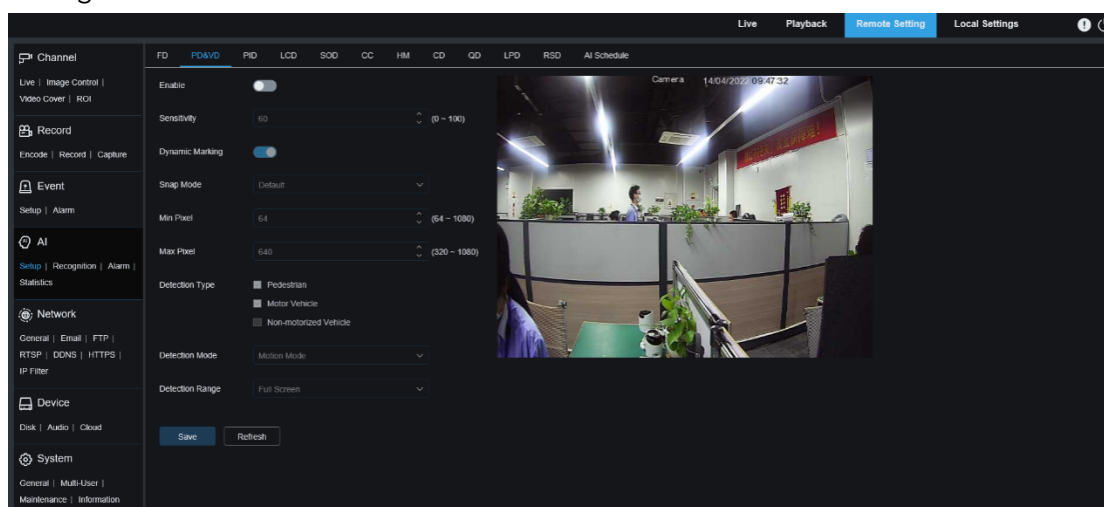 Live Playback Remote Setting Local Settings
Channel
Live | Image Control |
Video Cover | ROI
Record
Encode | Record | Capture
Event
Setup | Alarm
AI
Setup | Recognition | Alarm |
Statistics
Network
General | Email | FTP |
RTSP | DDNS | HTTPS |
IP Filter
Device
Disk | Audio | Cloud
System
General | Multi-User |
Maintenance | Information
FD PD&VD PID LCD SOD CC HM CD QD LPD RSD AI Schedule
Enable
Sensitivity 60 (0 ~ 100)
Dynamic Marking
Snap Mode Default
Min Pixel 64 (64 ~ 1080)
Max Pixel 640 (320 ~ 1080)
Detection Type Pedestrian
Motor Vehicle
Non-motorized Vehicle
Detection Mode Motion Mode
Detection Range Full Screen
Save Refresh
Camera 14/04/2022 09:47:32